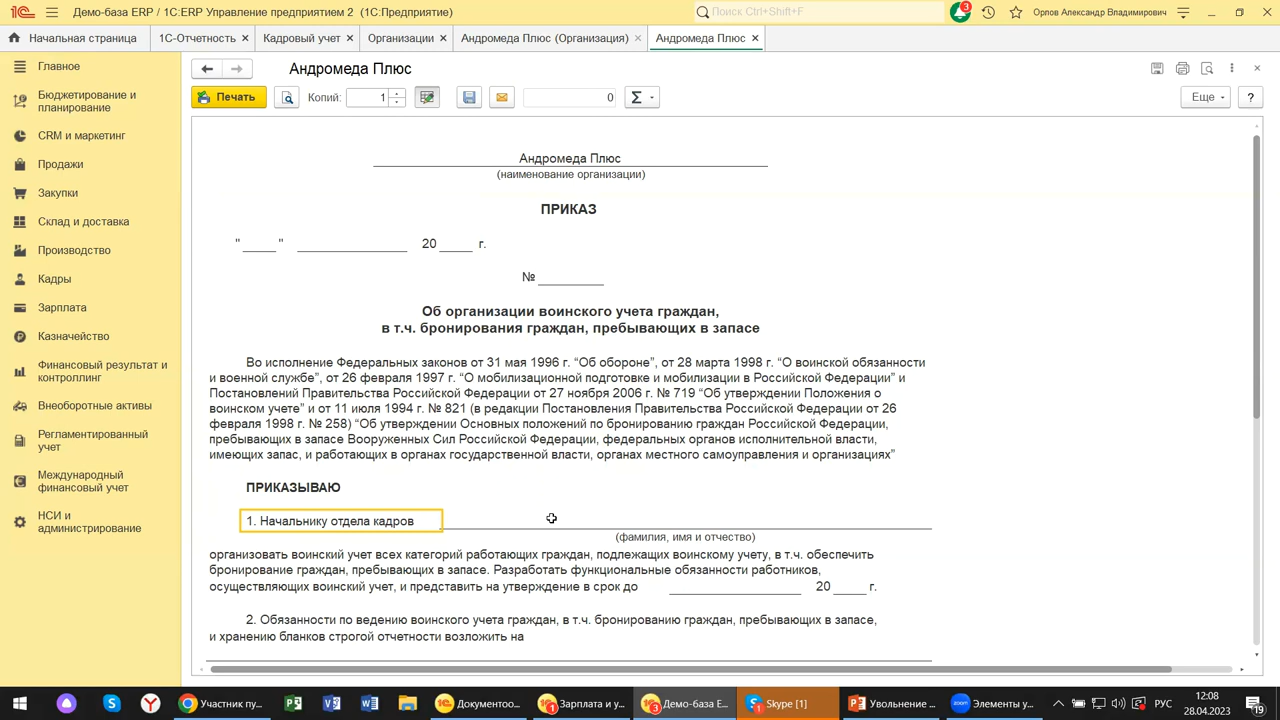 Демо-база ERP / 1C:ERP Управление предприятием 2 (1С:Предприятие)
Поиск Ctrl+Shift+F
3
Орлов Александр Владимирович
Начальная страница
1С-Отчетность
Кадровый учет
Организации
Андромеда Плюс (Организация)
Андромеда Плюс
Главное
Бюджетирование и
планирование
CRM и маркетинг
Продажи
Закупки
Склад и доставка
Производство
Кадры
Зарплата
Казначейство
Финансовый результат и
контроллинг
Внеоборотные активы
Регламентированный
учет
Международный
финансовый учет
НСИ и
администрирование
Андромеда Плюс
Печать
Копий:
1
0
Σ
Еще
?
Андромеда Плюс
(наименование организации)
ПРИКАЗ
" _____ " ________________ 20 _____ г.
№ __________
Об организации воинского учета граждан,
в т.ч. бронирования граждан, пребывающих в запасе
Во исполнение Федеральных законов от 31 мая 1996 г. “Об обороне”, от 28 марта 1998 г. “О воинской обязанности
и военной службе”, от 26 февраля 1997 г. “О мобилизационной подготовке и мобилизации в Российской Федерации” и
Постановлений Правительства Российской Федерации от 27 ноября 2006 г. № 719 “Об утверждении Положения о
воинском учете” и от 11 июля 1994 г. № 821 (в редакции Постановления Правительства Российской Федерации от 26
февраля 1998 г. № 258) “Об утверждении Основных положений по бронированию граждан Российской Федерации,
пребывающих в запасе Вооруженных Сил Российской Федерации, федеральных органов исполнительной власти,
имеющих запас, и работающих в органах государственной власти, органах местного самоуправления и организациях”
ПРИКАЗЫВАЮ
1. Начальнику отдела кадров
(фамилия, имя и отчество)
организовать воинский учет всех категорий работающих граждан, подлежащих воинскому учету, в т.ч. обеспечить
бронирование граждан, пребывающих в запасе. Разработать функциональные обязанности работников,
осуществляющих воинский учет, и представить на утверждение в срок до ____________________ 20 _____ г.
2. Обязанности по ведению воинского учета граждан, в т.ч. бронированию граждан, пребывающих в запасе,
и хранению бланков строгой отчетности возложить на
Участник пу...
Документоо...
Зарплата и у...
Демо-база Е...
Skype [1]
Увольнение ...
Элементы у...
РУС
12:08
28.04.2023
19